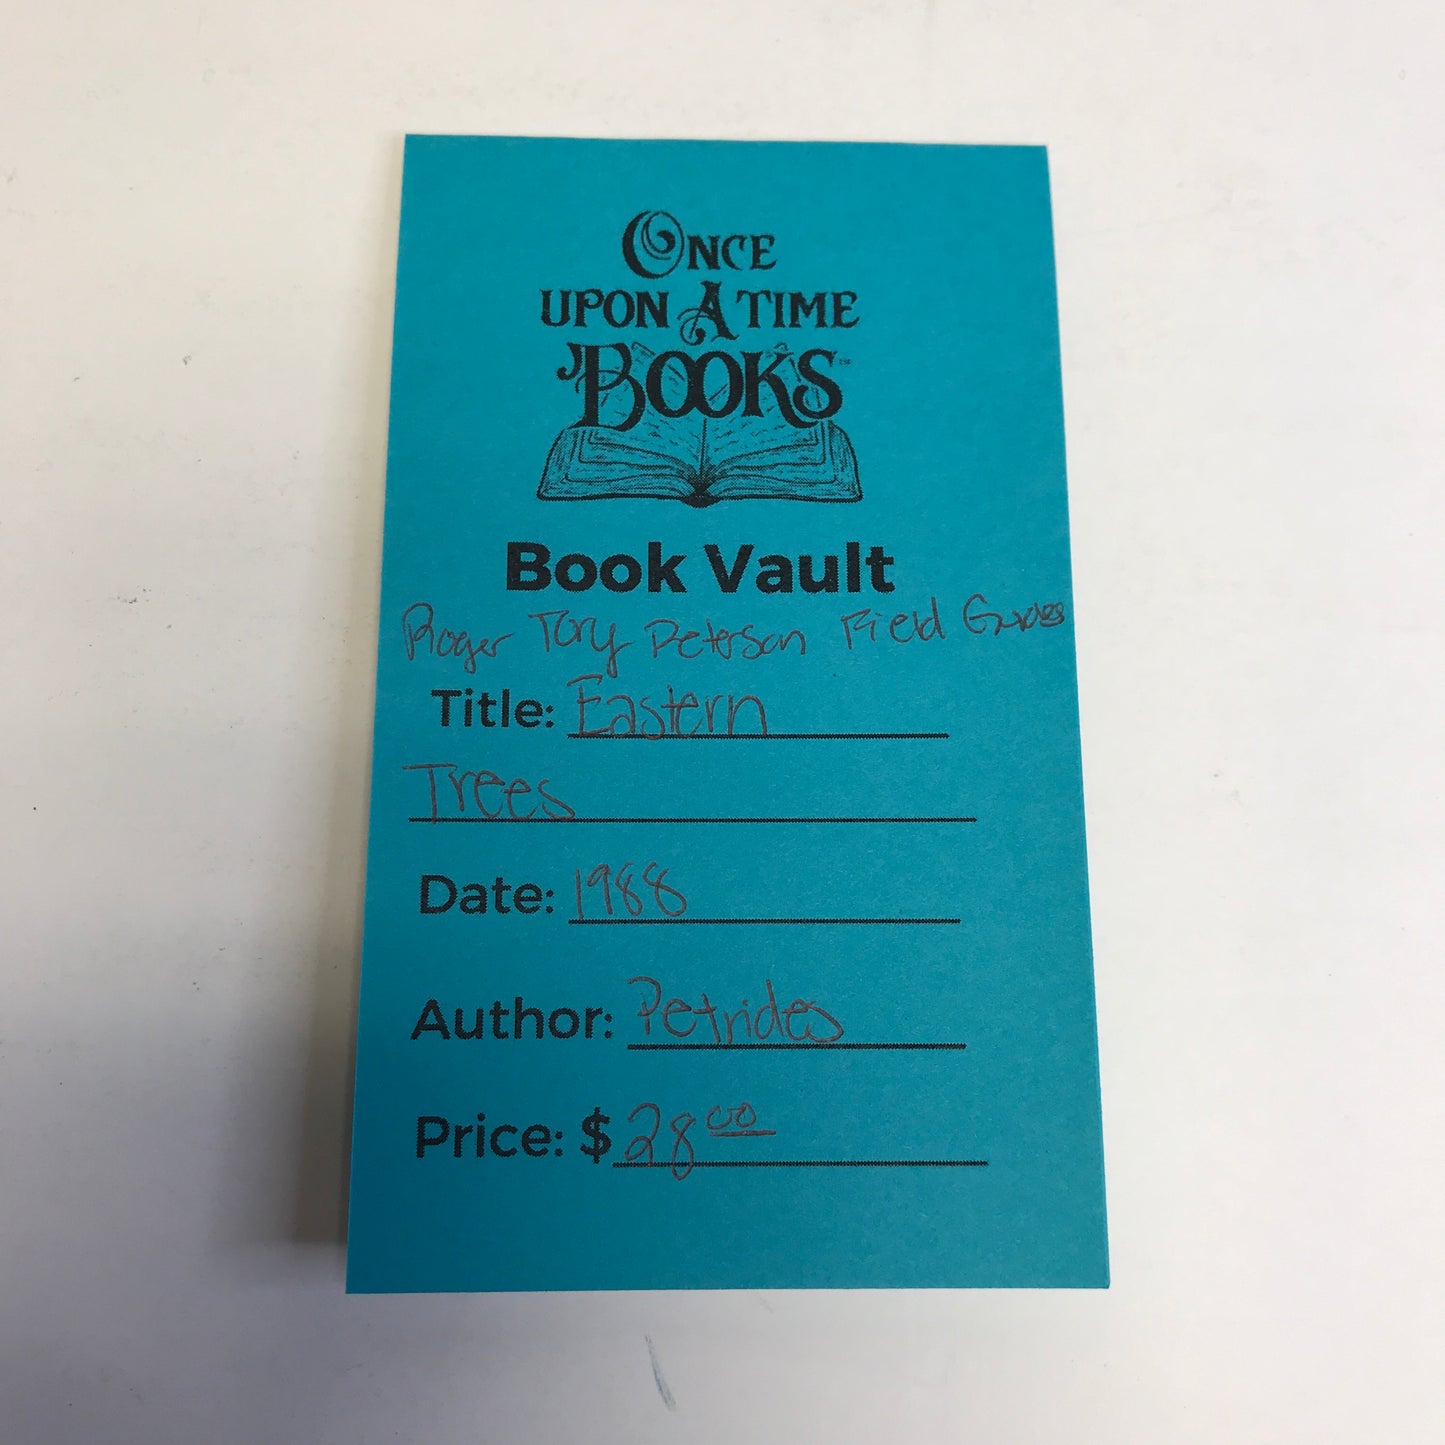 ONCE
UPON A TIME
BOOKS™
Book Vault
Roger Tory Peterson Field Guides
Title: Eastern
Trees
Date: 1988
Author: Petrides
Price: $28 00